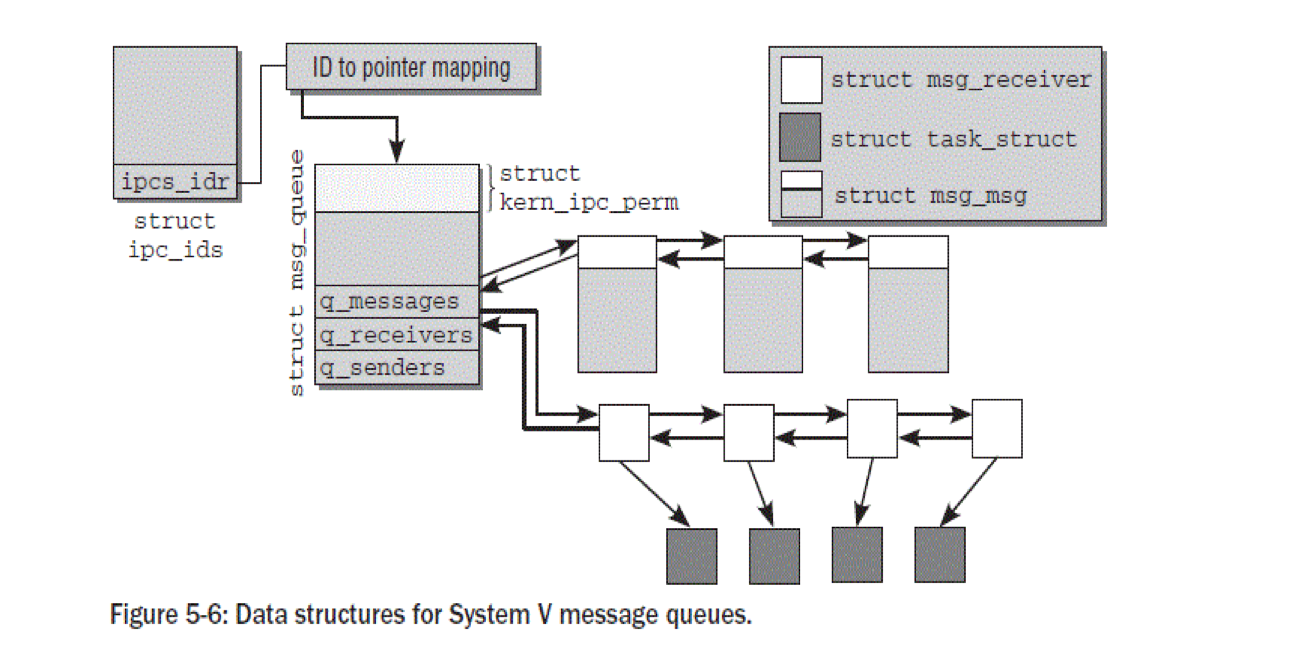 ID to pointer mapping
ipcs_idr
struct
ipc_ids
struct msg_queue
struct
kern_ipc_perm
q_messages
q_receivers
q_senders
struct msg_receiver
struct task_struct
struct msg_msg
Figure 5-6: Data structures for System V message queues.